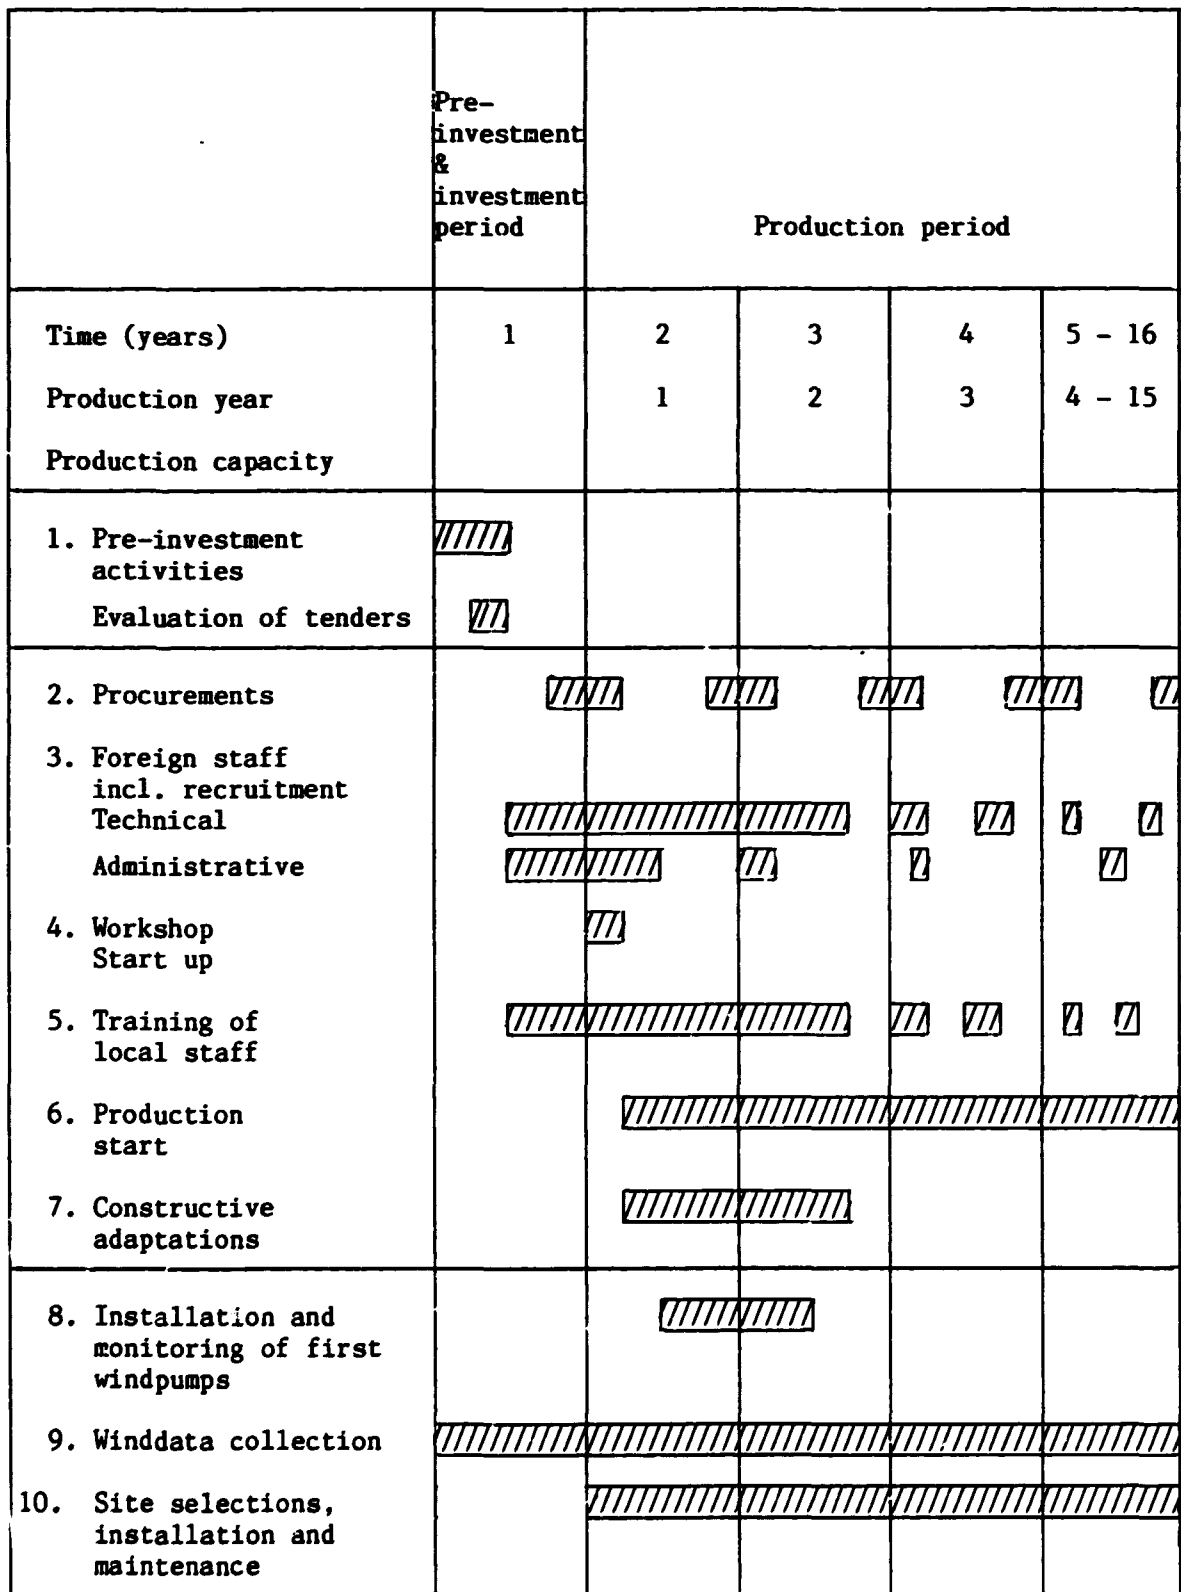 Pre-
investment
&
investment
period
Production period
Time (years) 1 2 3 4 5 - 16
Production year 1 2 3 4 - 15
Production capacity
1. Pre-investment
activities
Evaluation of tenders
2. Procurements
3. Foreign staff
incl. recruitment
Technical
Administrative
4. Workshop
Start up
5. Training of
local staff
6. Production
start
7. Constructive
adaptations
8. Installation and
monitoring of first
windpumps
9. Winddata collection
10. Site selections,
installation and
maintenance